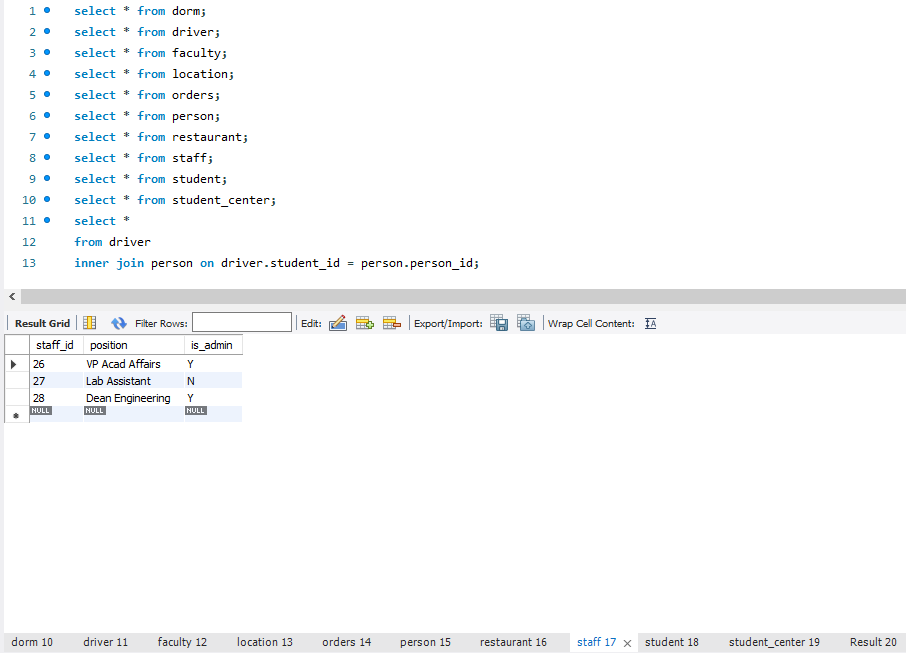 1 select * from dorm;
2 select * from driver;
3 select * from faculty;
4 select * from location;
5 select * from orders;
6 select * from person;
7 select * from restaurant;
8 select * from staff;
9 select * from student;
10 select * from student_center;
11 select *
12 from driver
13 inner join person on driver.student_id = person.person_id;
Result Grid Filter Rows: Edit: Export/Import: Wrap Cell Content: IA
staff_id position is_admin
26 VP Acad Affairs Y
27 Lab Assistant N
28 Dean Engineering Y
NULL NULL NULL
dorm 10 driver 11 faculty 12 location 13 orders 14 person 15 restaurant 16 staff 17 student 18 student_center 19 Result 20